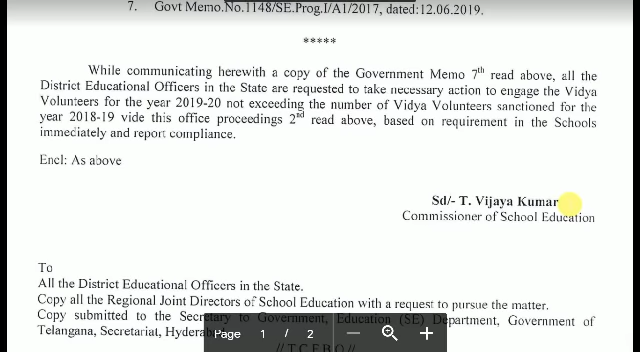 7. Govt Memo.No.1148/SE.Prog.I/A1/2017, dated:12.06.2019.
*****
While communicating herewith a copy of the Government Memo 7th read above, all the
District Educational Officers in the State are requested to take necessary action to engage the Vidya
Volunteers for the year 2019-20 not exceeding the number of Vidya Volunteers sanctioned for the
year 2018-19 vide this office proceedings 2nd read above, based on requirement in the Schools
immediately and report compliance.
Encl: As above
Sd/- T. Vijaya Kumar
Commissioner of School Education
To
All the District Educational Officers in the State.
Copy all the Regional Joint Directors of School Education with a request to pursue the matter.
Copy submitted to the Secretary to Government, Education (SE) Department, Government of
Telangana, Secretariat, Hyderab
Page 1 / 2
//T.C.F.B.O//